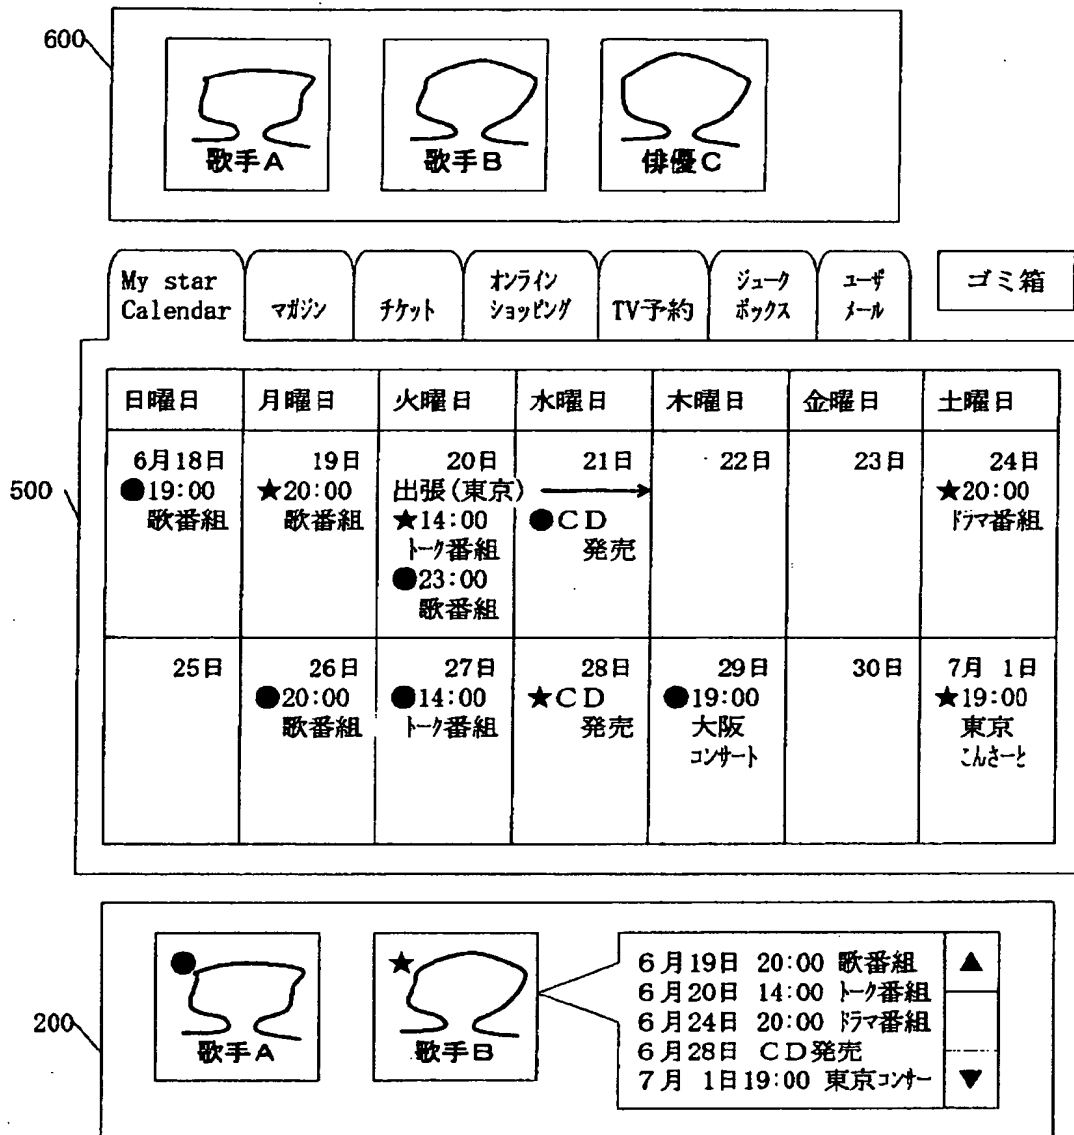 600
歌手A
歌手B
俳優C
My star
Calendar
マガジン
チケット
オンライン
ショッピング
TV予約
ジューク
ボックス
ユーザ
メール
ゴミ箱
500
日曜日
月曜日
火曜日
水曜日
木曜日
金曜日
土曜日
6月18日
●19:00
歌番組
19日
★20:00
歌番組
20日
出張(東京)
★14:00
トーク番組
●23:00
歌番組
21日
●CD
発売
22日
23日
24日
★20:00
ドラマ番組
25日
26日
●20:00
歌番組
27日
●14:00
トーク番組
28日
★CD
発売
29日
●19:00
大阪
コンサート
30日
7月 1日
★19:00
東京
こんさーと
200
●
歌手A
★
歌手B
6月19日 20:00 歌番組
6月20日 14:00 トーク番組
6月24日 20:00 ドラマ番組
6月28日 CD発売
7月 1日19:00 東京コンサー
▲
▼